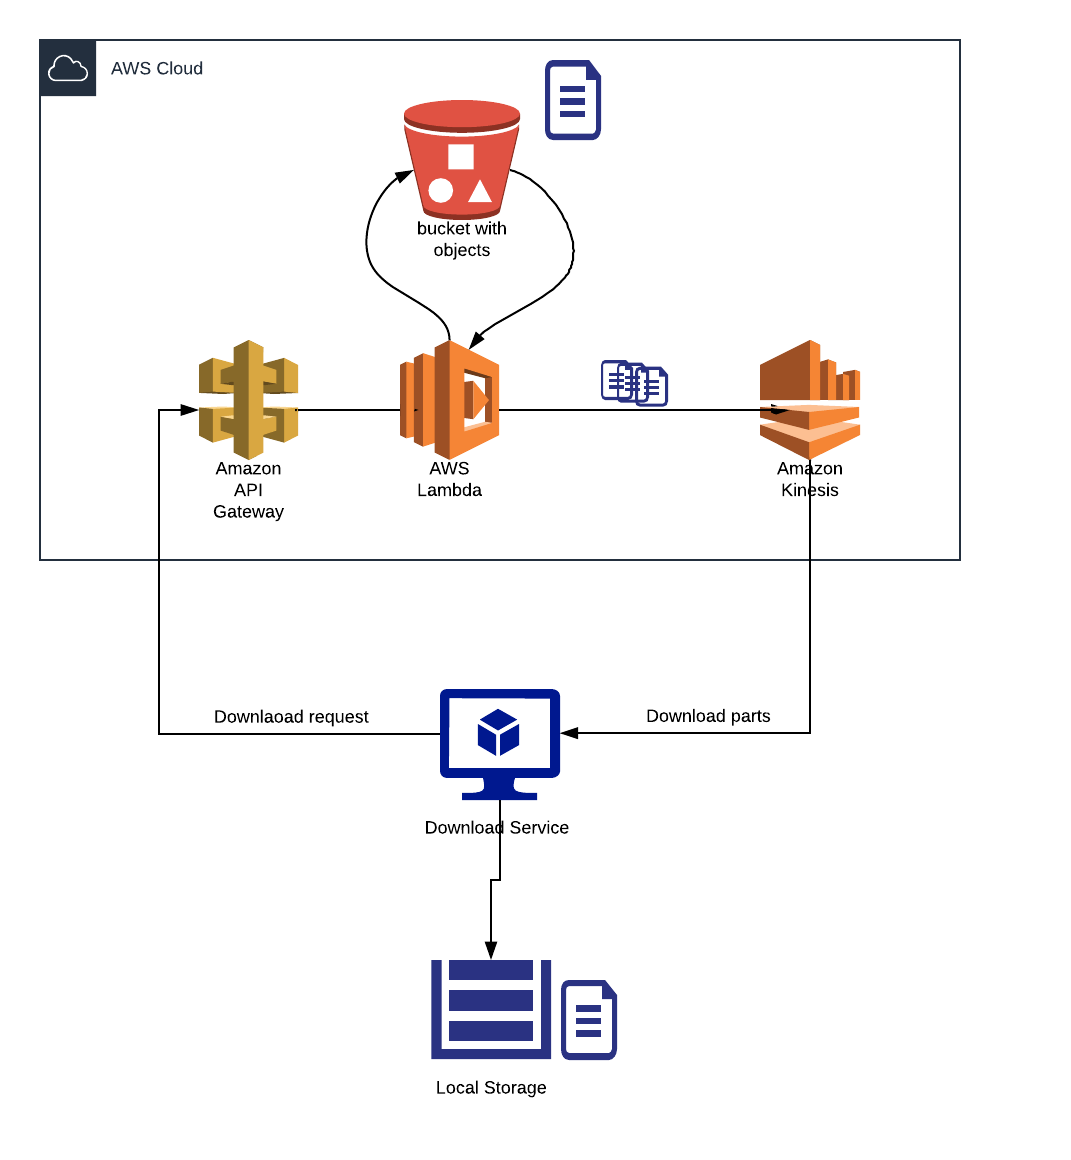 AWS Cloud
bucket with
objects
Amazon
API
Gateway
AWS
Lambda
Amazon
Kinesis
Downlaoad request
Download parts
Download Service
Local Storage